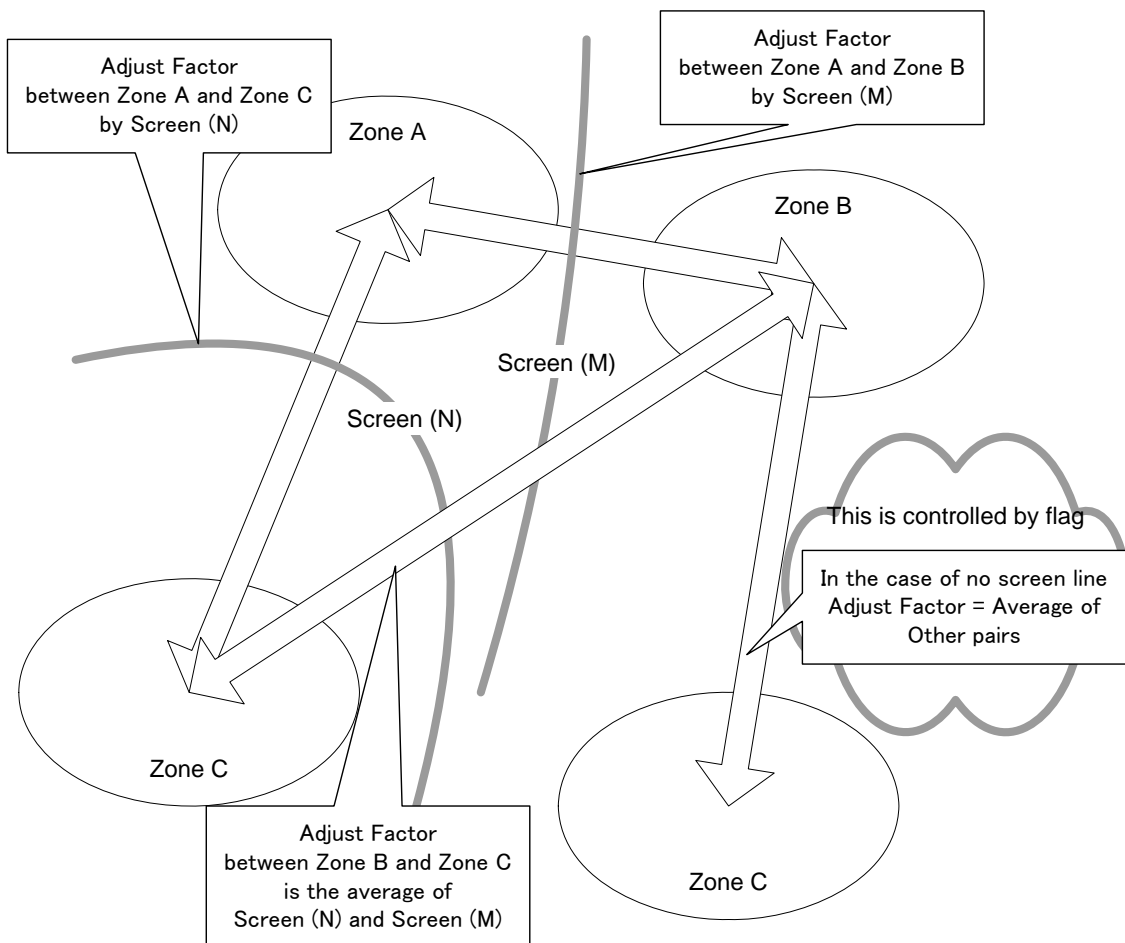 Adjust Factor
between Zone A and Zone C
by Screen (N)
Adjust Factor
between Zone A and Zone B
by Screen (M)
Zone A
Zone B
Screen (M)
Screen (N)
This is controlled by flag
In the case of no screen line
Adjust Factor = Average of
Other pairs
Zone C
Adjust Factor
between Zone B and Zone C
is the average of
Screen (N) and Screen (M)
Zone C